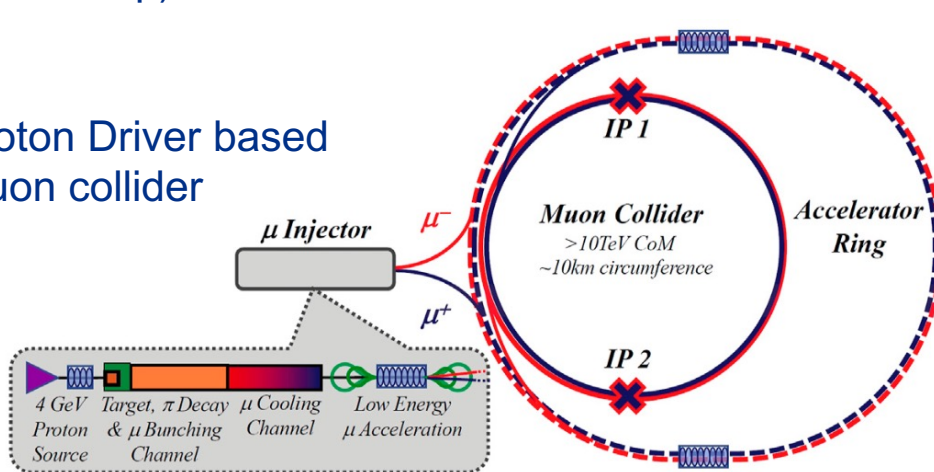 oton Driver based
uon collider
μ Injector
μ⁻
μ⁺
IP 1
Muon Collider
>10TeV CoM
~10km circumference
Accelerator
Ring
IP 2
4 GeV
Proton
Source
Target, π Decay
& μ Bunching
Channel
μ Cooling
Channel
Low Energy
μ Acceleration